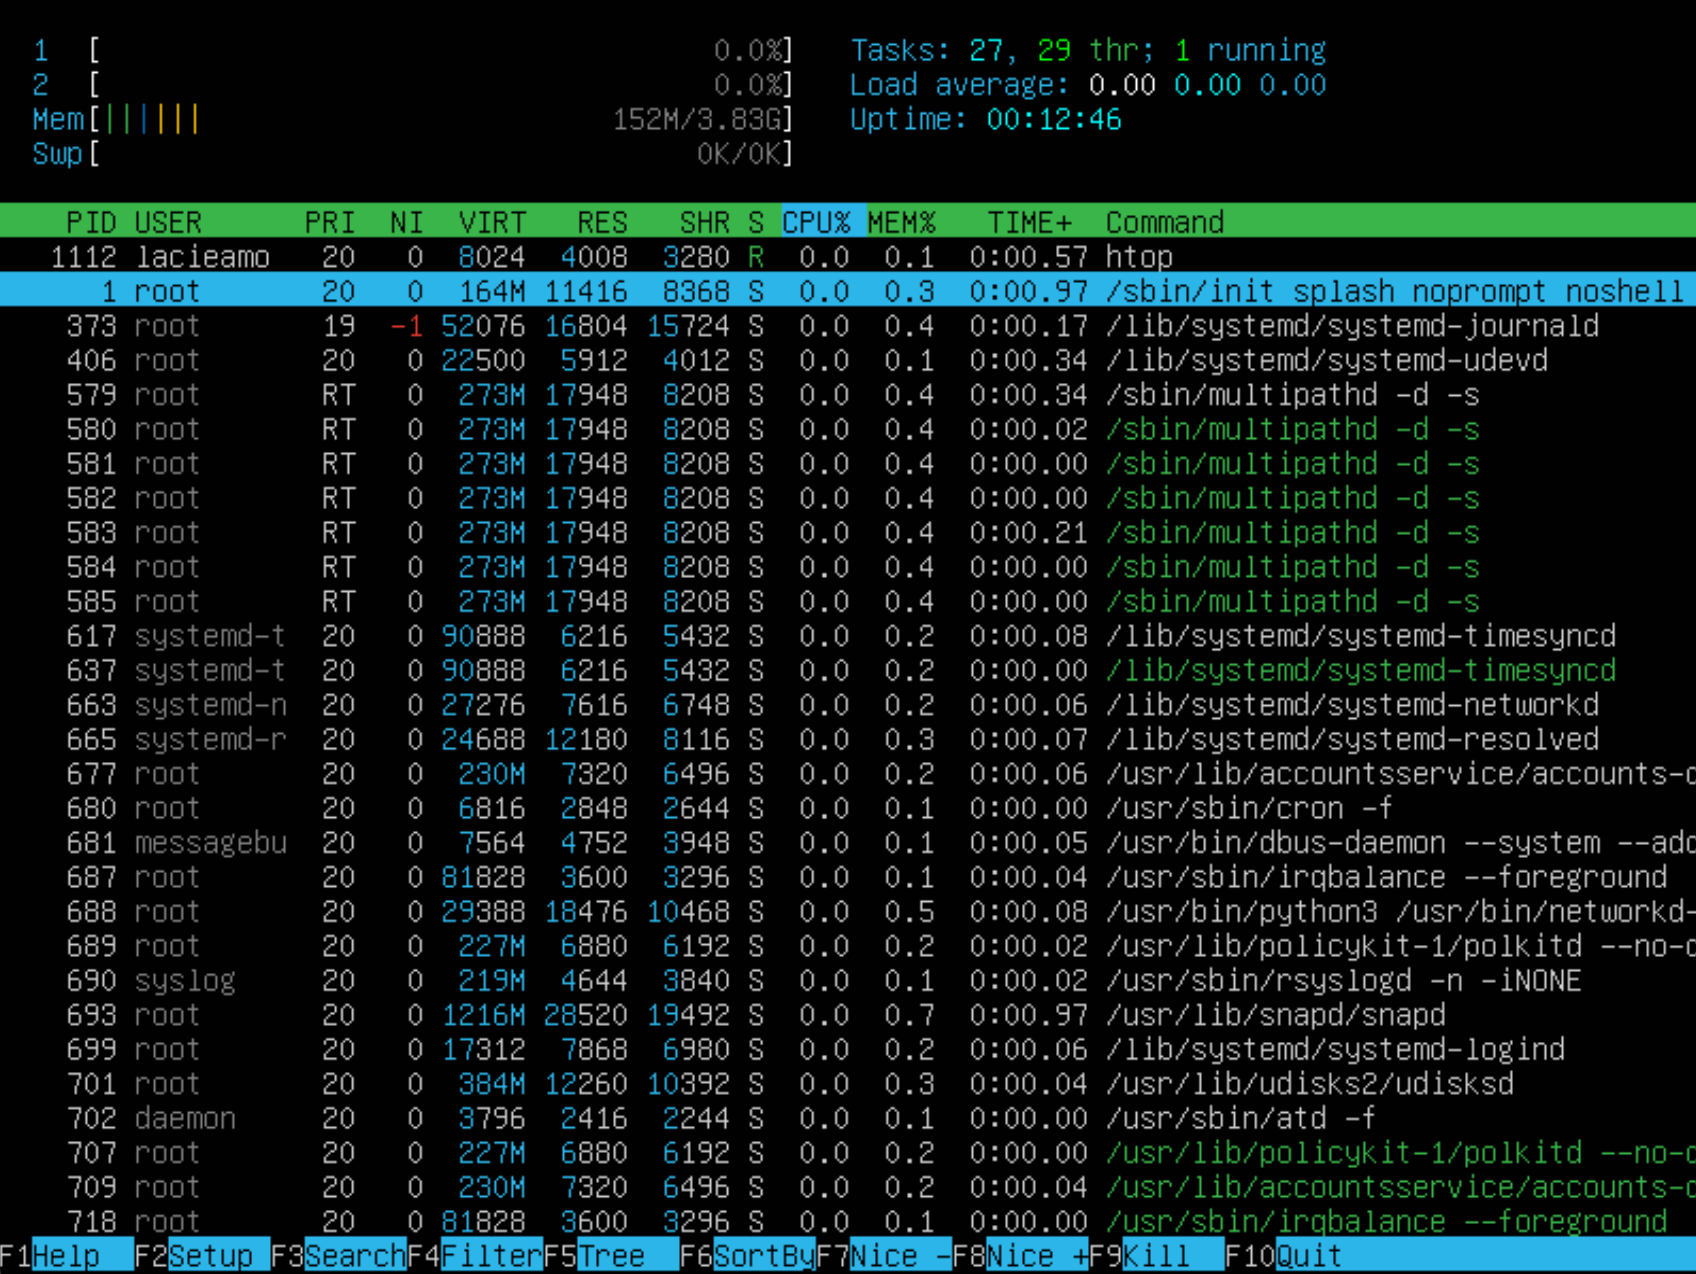 1 [ 0.0%] Tasks: 27, 29 thr; 1 running
2 [ 0.0%] Load average: 0.00 0.00 0.00
Mem[||||||| 152M/3.83G] Uptime: 00:12:46
Swp[ 0K/0K]
PID USER PRI NI VIRT RES SHR S CPU% MEM% TIME+ Command
1112 lacieamo 20 0 8024 4008 3280 R 0.0 0.1 0:00.57 htop
1 root 20 0 164M 11416 8368 S 0.0 0.3 0:00.97 /sbin/init splash noprompt noshell
373 root 19 -1 52076 16804 15724 S 0.0 0.4 0:00.17 /lib/systemd/systemd-journald
406 root 20 0 22500 5912 4012 S 0.0 0.1 0:00.34 /lib/systemd/systemd-udevd
579 root RT 0 273M 17948 8208 S 0.0 0.4 0:00.34 /sbin/multipathd -d -s
580 root RT 0 273M 17948 8208 S 0.0 0.4 0:00.02 /sbin/multipathd -d -s
581 root RT 0 273M 17948 8208 S 0.0 0.4 0:00.00 /sbin/multipathd -d -s
582 root RT 0 273M 17948 8208 S 0.0 0.4 0:00.00 /sbin/multipathd -d -s
583 root RT 0 273M 17948 8208 S 0.0 0.4 0:00.21 /sbin/multipathd -d -s
584 root RT 0 273M 17948 8208 S 0.0 0.4 0:00.00 /sbin/multipathd -d -s
585 root RT 0 273M 17948 8208 S 0.0 0.4 0:00.00 /sbin/multipathd -d -s
617 systemd-t 20 0 90888 6216 5432 S 0.0 0.2 0:00.08 /lib/systemd/systemd-timesyncd
637 systemd-t 20 0 90888 6216 5432 S 0.0 0.2 0:00.00 /lib/systemd/systemd-timesyncd
663 systemd-n 20 0 27276 7616 6748 S 0.0 0.2 0:00.06 /lib/systemd/systemd-networkd
665 systemd-r 20 0 24688 12180 8116 S 0.0 0.3 0:00.07 /lib/systemd/systemd-resolved
677 root 20 0 230M 7320 6496 S 0.0 0.2 0:00.06 /usr/lib/accountsservice/accounts-d
680 root 20 0 6816 2848 2644 S 0.0 0.1 0:00.00 /usr/sbin/cron -f
681 messagebu 20 0 7564 4752 3948 S 0.0 0.1 0:00.05 /usr/bin/dbus-daemon --system --add
687 root 20 0 81828 3600 3296 S 0.0 0.1 0:00.04 /usr/sbin/irqbalance --foreground
688 root 20 0 29388 18476 10468 S 0.0 0.5 0:00.08 /usr/bin/python3 /usr/bin/networkd-
689 root 20 0 227M 6880 6192 S 0.0 0.2 0:00.02 /usr/lib/policykit-1/polkitd --no-d
690 syslog 20 0 219M 4644 3840 S 0.0 0.1 0:00.02 /usr/sbin/rsyslogd -n -iNONE
693 root 20 0 1216M 28520 19492 S 0.0 0.7 0:00.97 /usr/lib/snapd/snapd
699 root 20 0 17312 7868 6980 S 0.0 0.2 0:00.06 /lib/systemd/systemd-logind
701 root 20 0 384M 12260 10392 S 0.0 0.3 0:00.04 /usr/lib/udisks2/udisksd
702 daemon 20 0 3796 2416 2244 S 0.0 0.1 0:00.00 /usr/sbin/atd -f
707 root 20 0 227M 6880 6192 S 0.0 0.2 0:00.00 /usr/lib/policykit-1/polkitd --no-d
709 root 20 0 230M 7320 6496 S 0.0 0.2 0:00.04 /usr/lib/accountsservice/accounts-d
718 root 20 0 81828 3600 3296 S 0.0 0.1 0:00.00 /usr/sbin/irqbalance --foreground
F1Help F2Setup F3SearchF4FilterF5Tree F6SortByF7Nice -F8Nice +F9Kill F10Quit